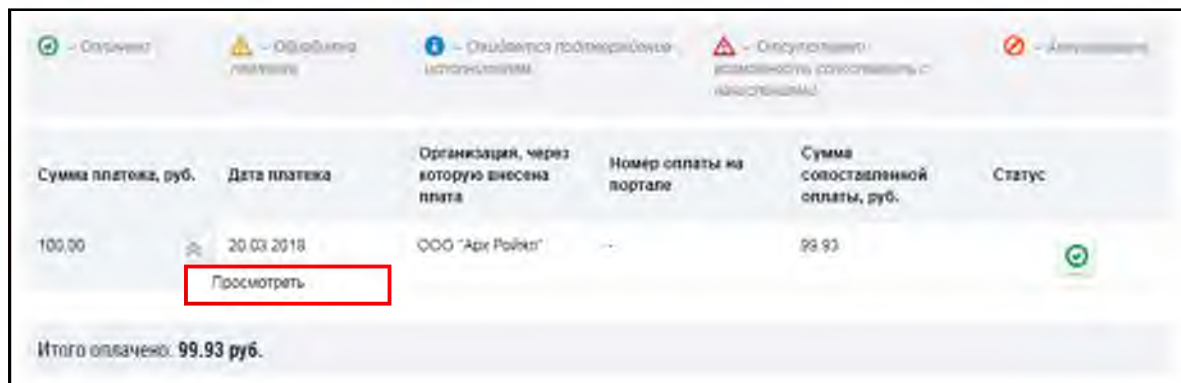 – Оплачено
– Обработка
платежа
– Ожидается подтверждение
исполнителем
– Отсутствует
возможность сопоставить с
начислениями
– Аннулировано
Сумма платежа, руб.
Дата платежа
Организация, через
которую внесена
плата
Номер оплаты на
портале
Сумма
сопоставленной
оплаты, руб.
Статус
100.00
20.03.2018
ООО "Арх
--
99.93
Просмотреть
Итого оплачено: 99.93 руб.